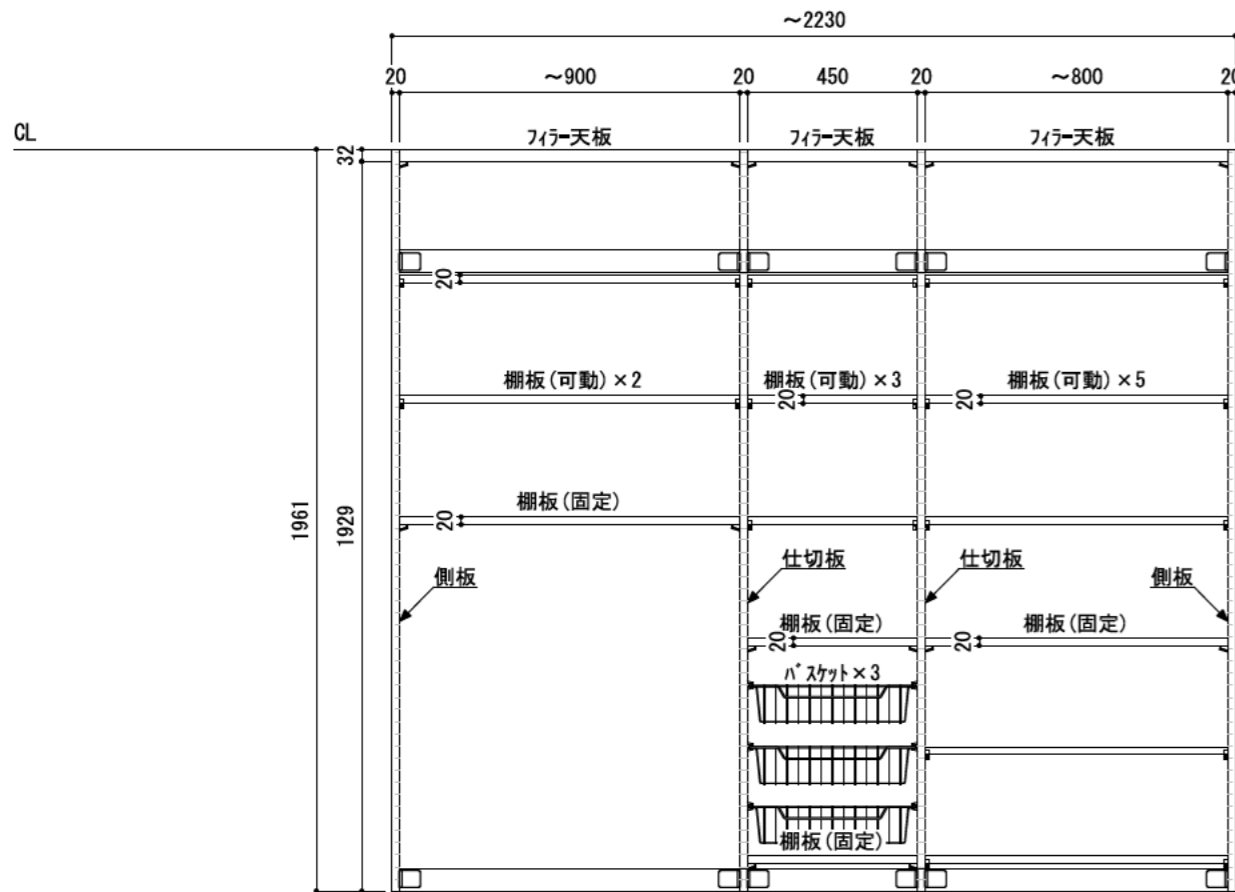 ～2230
20 ～900 20 450 20 ～800 20
CL
フィラー天板 フィラー天板 フィラー天板
32
20
棚板(可動)×2 棚板(可動)×3 棚板(可動)×5
20 20
棚板(固定)
20
1961 1929
側板 仕切板 仕切板 側板
棚板(固定) 棚板(固定)
20 20
バスケット×3
棚板(固定)